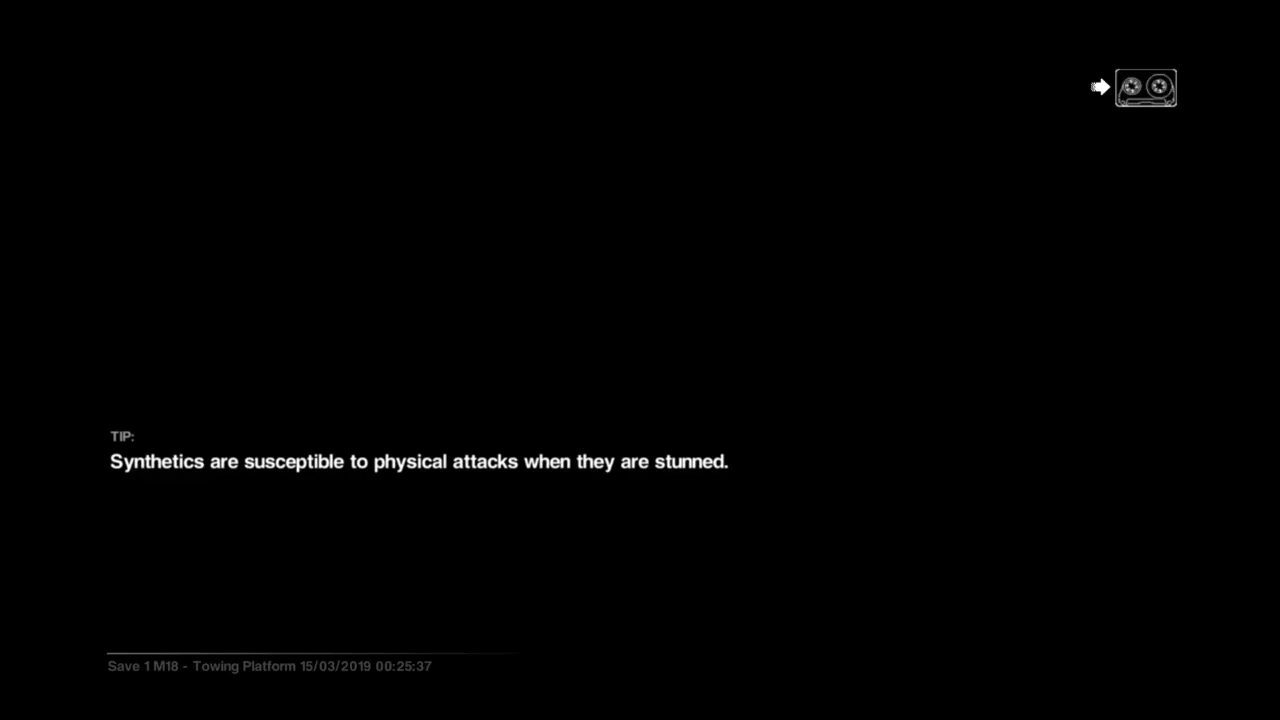 TIP:
Synthetics are susceptible to physical attacks when they are stunned.
Save 1 M18 - Towing Platform 15/03/2019 00:25:37